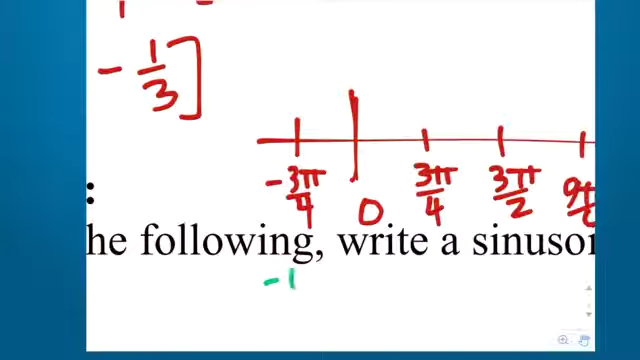 - 1/3]
- 3π/4 0 3π/4 3π/2
:
he following, write a sinuso
-1